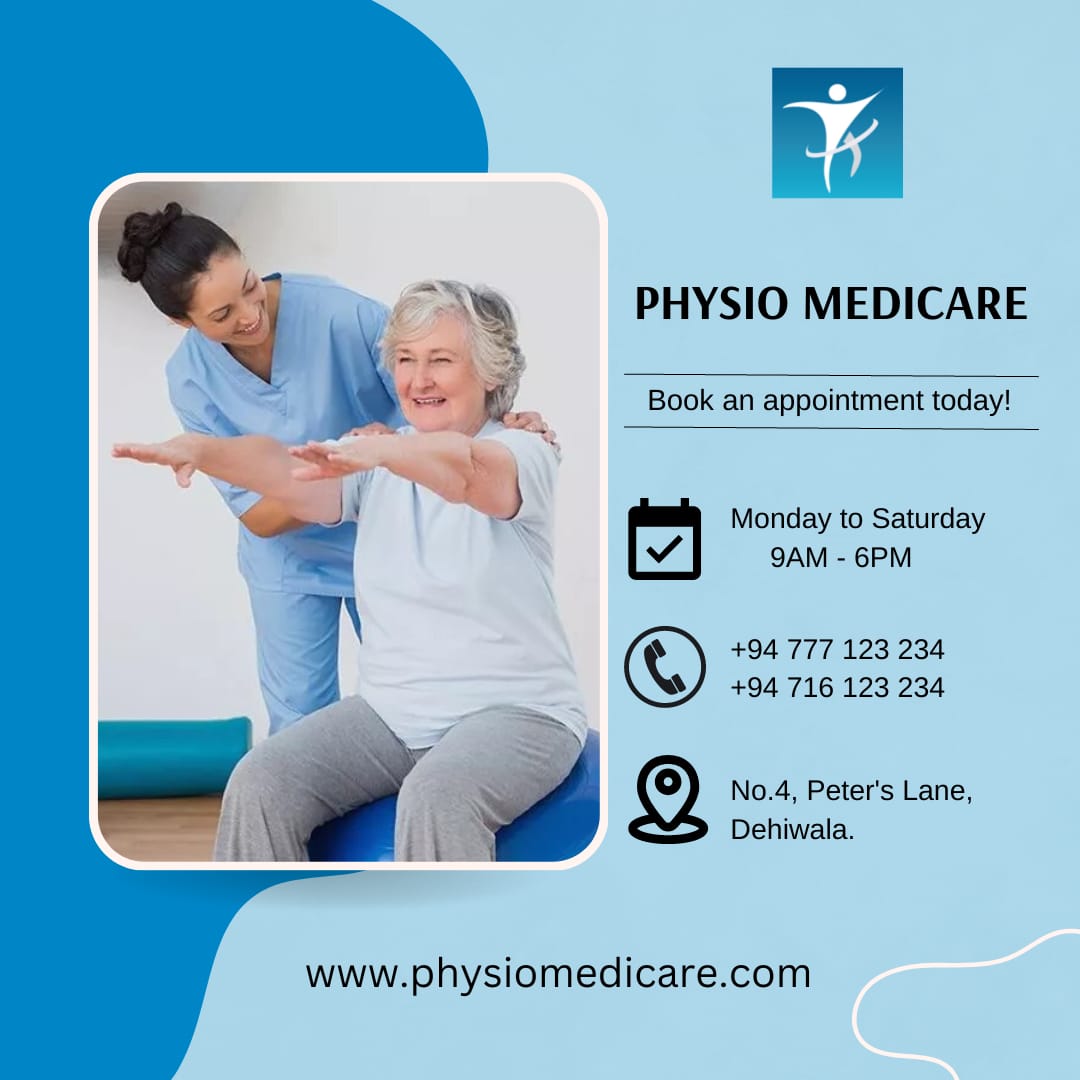 PHYSIO MEDICARE
Book an appointment today!
Monday to Saturday
9AM - 6PM
+94 777 123 234
+94 716 123 234
No.4, Peter's Lane,
Dehiwala.
www.physiomedicare.com